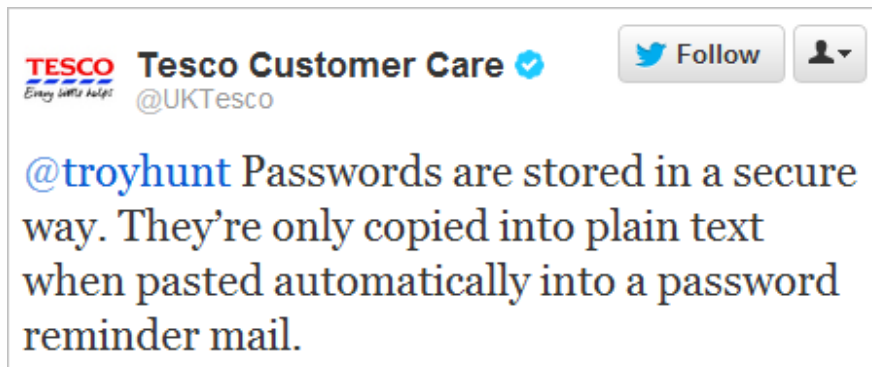 TESCO
Every little helps
Tesco Customer Care
@UKTesco
Follow
@troyhunt Passwords are stored in a secure
way. They’re only copied into plain text
when pasted automatically into a password
reminder mail.